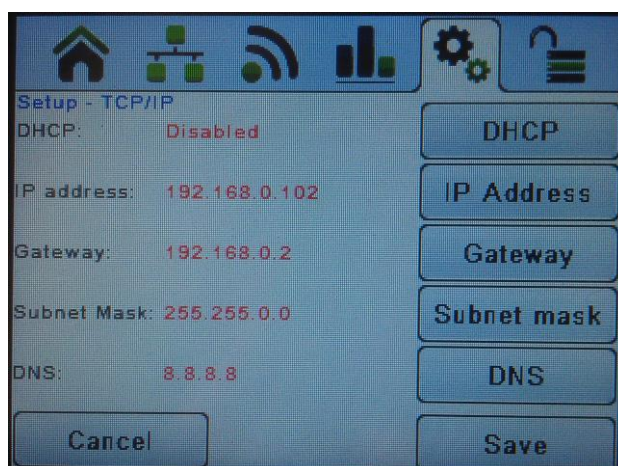 Setup - TCP/IP
DHCP: Disabled DHCP
IP address: 192.168.0.102 IP Address
Gateway: 192.168.0.2 Gateway
Subnet Mask: 255.255.0.0 Subnet mask
DNS: 8.8.8.8 DNS
Cancel Save